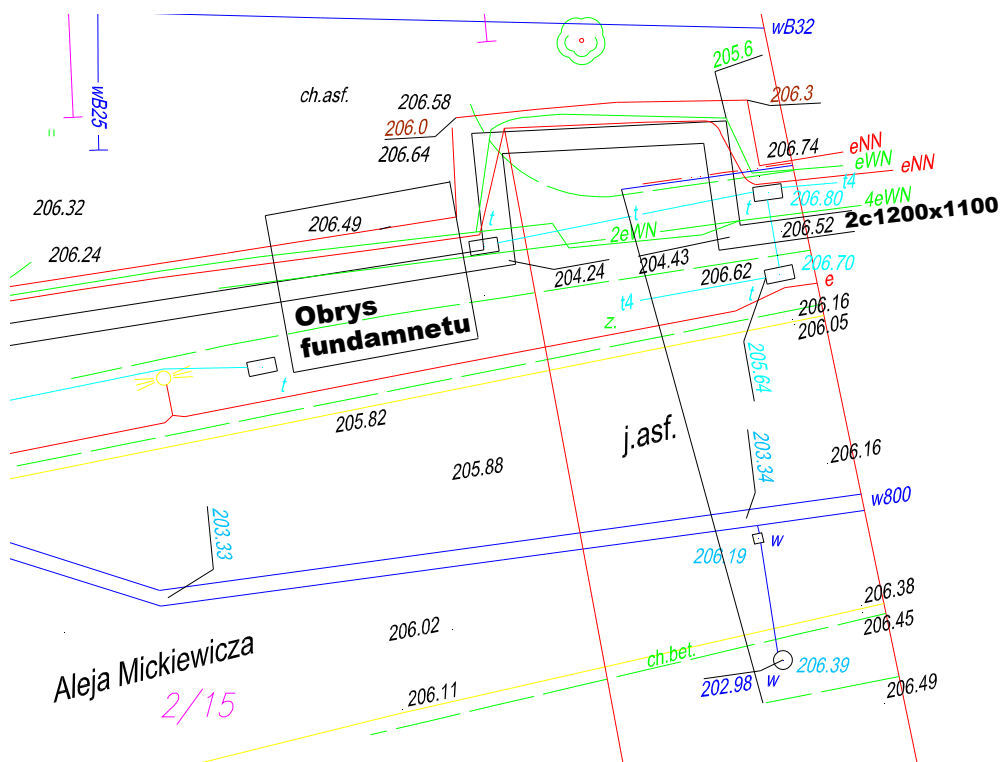 wB32
205.6
wB25
ch.asf.
206.58
206.3
206.0
206.64
206.74
eNN
eWN
eNN
t4
206.32
206.49
t
t
t
206.80
4eWN
2c1200x1100
206.24
2eWN
206.52
204.24
204.43
206.62
206.70
t
e
t4
Obrys
fundamnetu
z.
206.16
206.05
205.64
t
205.82
j.asf.
203.34
206.16
205.88
w800
203.33
w
206.19
206.38
206.02
206.45
Aleja Mickiewicza
ch.bet.
206.39
w
202.98
206.49
206.11
2/15